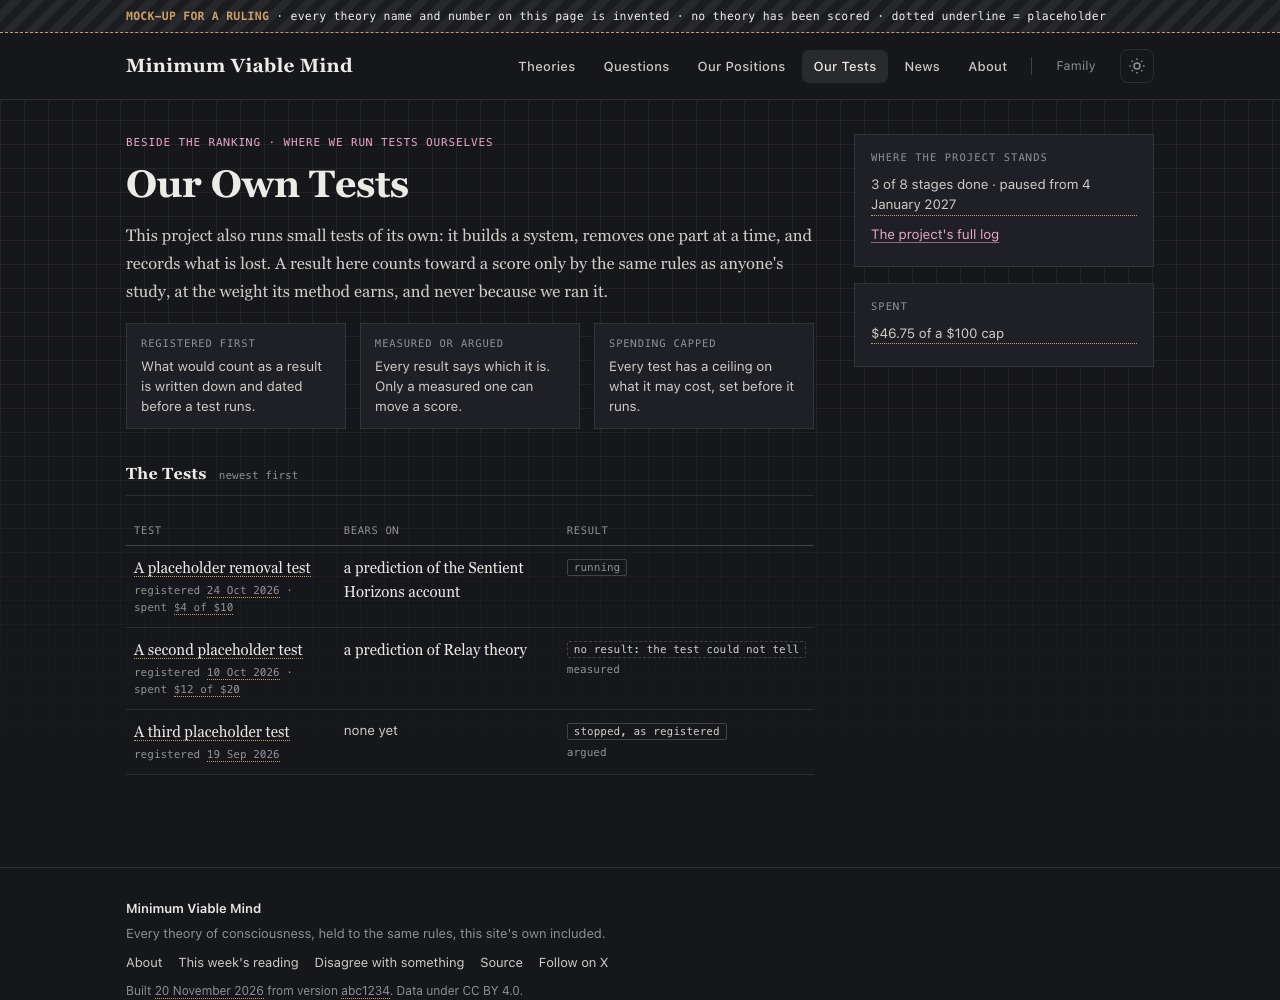 MOCK-UP FOR A RULING · every theory name and number on this page is invented · no theory has been scored · dotted underline = placeholder
Minimum Viable Mind
Theories Questions Our Positions Our Tests News About Family
BESIDE THE RANKING · WHERE WE RUN TESTS OURSELVES
Our Own Tests
This project also runs small tests of its own: it builds a system, removes one part at a time, and
records what is lost. A result here counts toward a score only by the same rules as anyone's
study, at the weight its method earns, and never because we ran it.
REGISTERED FIRST
What would count as a result
is written down and dated
before a test runs.
MEASURED OR ARGUED
Every result says which it is.
Only a measured one can
move a score.
SPENDING CAPPED
Every test has a ceiling on
what it may cost, set before it
runs.
WHERE THE PROJECT STANDS
3 of 8 stages done · paused from 4
January 2027
The project's full log
SPENT
$46.75 of a $100 cap
The Tests newest first
TEST BEARS ON RESULT
A placeholder removal test
registered 24 Oct 2026 ·
spent $4 of $10
a prediction of the Sentient
Horizons account
running
A second placeholder test
registered 10 Oct 2026 ·
spent $12 of $20
a prediction of Relay theory
no result: the test could not tell
measured
A third placeholder test
registered 19 Sep 2026
none yet
stopped, as registered
argued
Minimum Viable Mind
Every theory of consciousness, held to the same rules, this site's own included.
About This week's reading Disagree with something Source Follow on X
Built 20 November 2026 from version abc1234. Data under CC BY 4.0.